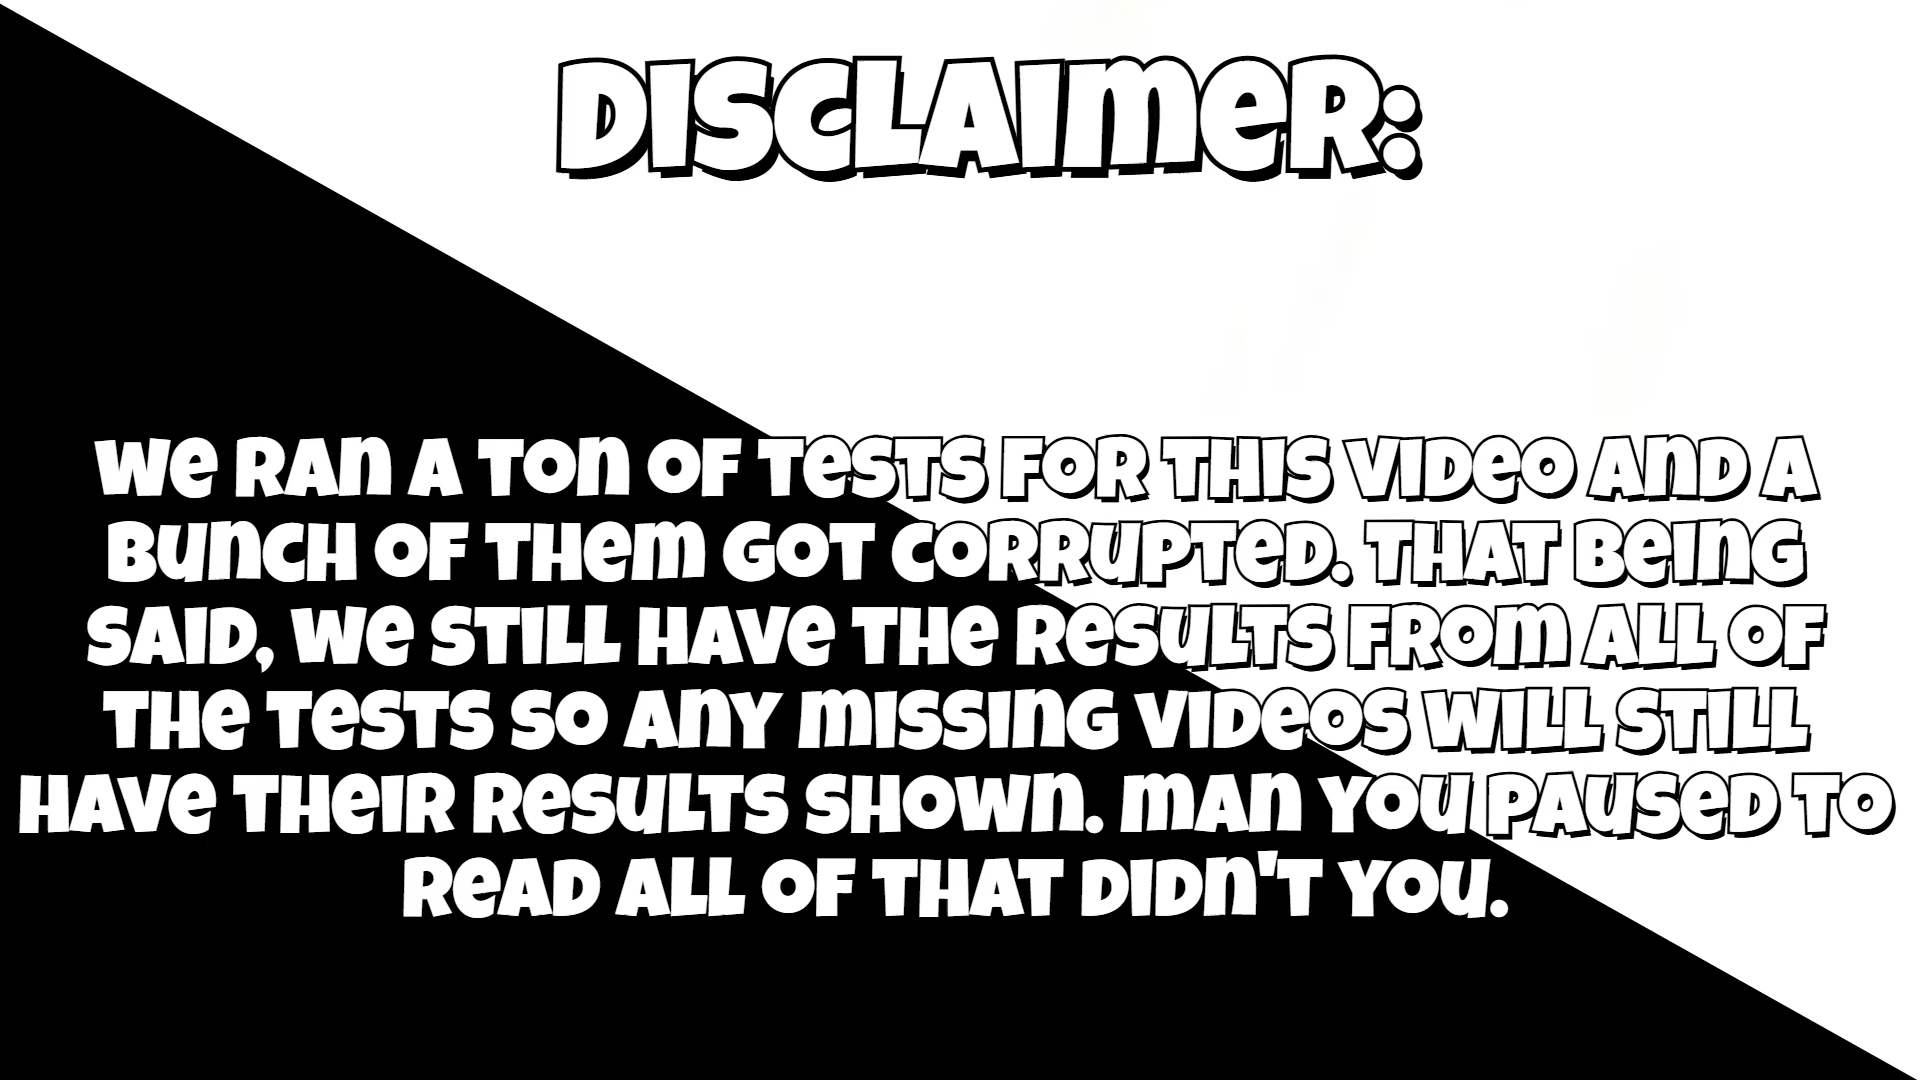 DISCLAIMER:
WE RAN A TON OF TESTS FOR THIS VIDEO AND A
BUNCH OF THEM GOT CORRUPTED. THAT BEING
SAID, WE STILL HAVE THE RESULTS FROM ALL OF
THE TESTS SO ANY MISSING VIDEOS WILL STILL
HAVE THEIR RESULTS SHOWN. MAN YOU PAUSED TO
READ ALL OF THAT DIDN'T YOU.